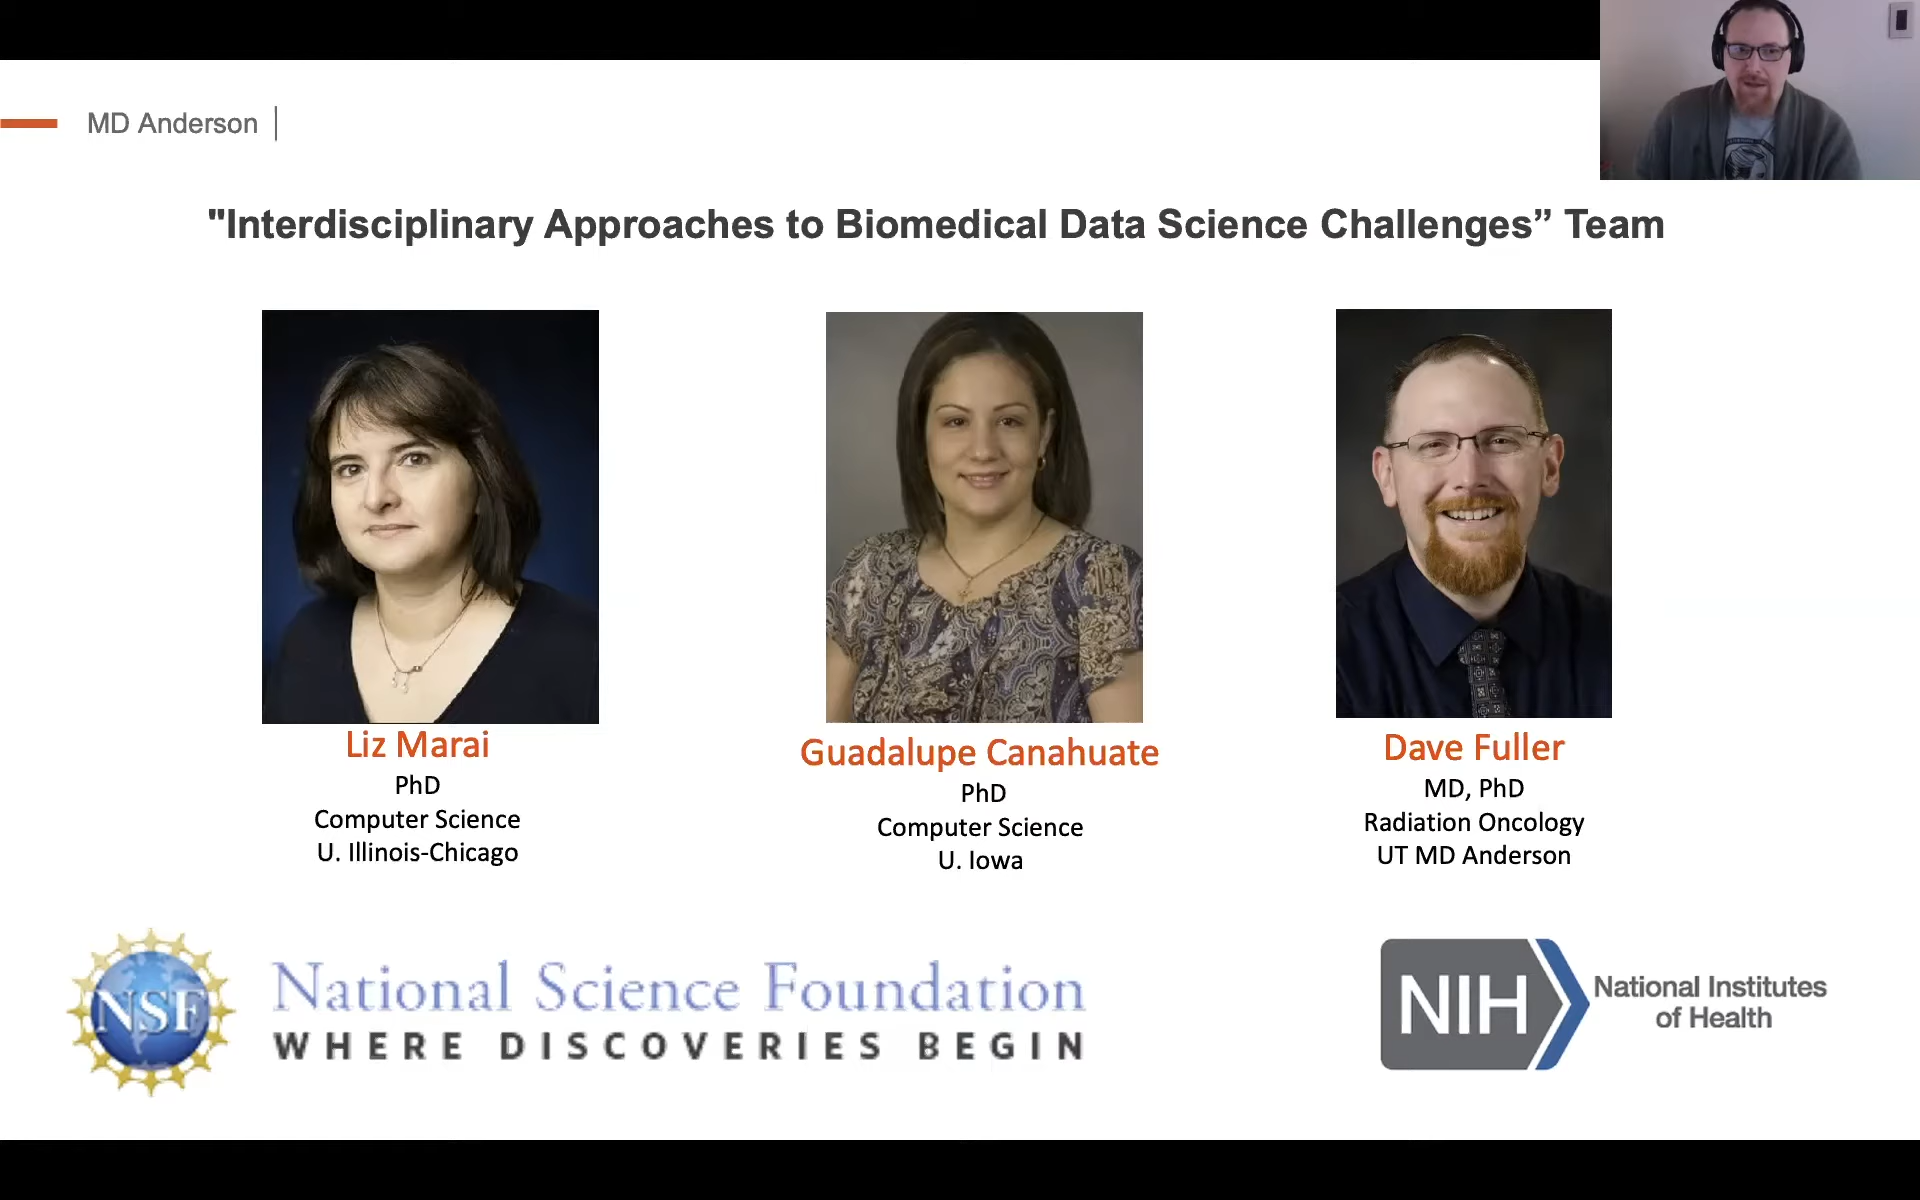 MD Anderson
"Interdisciplinary Approaches to Biomedical Data Science Challenges” Team
Liz Marai
PhD
Computer Science
U. Illinois-Chicago
Guadalupe Canahuate
PhD
Computer Science
U. Iowa
Dave Fuller
MD, PhD
Radiation Oncology
UT MD Anderson
NSF
National Science Foundation
WHERE DISCOVERIES BEGIN
NIH
National Institutes
of Health